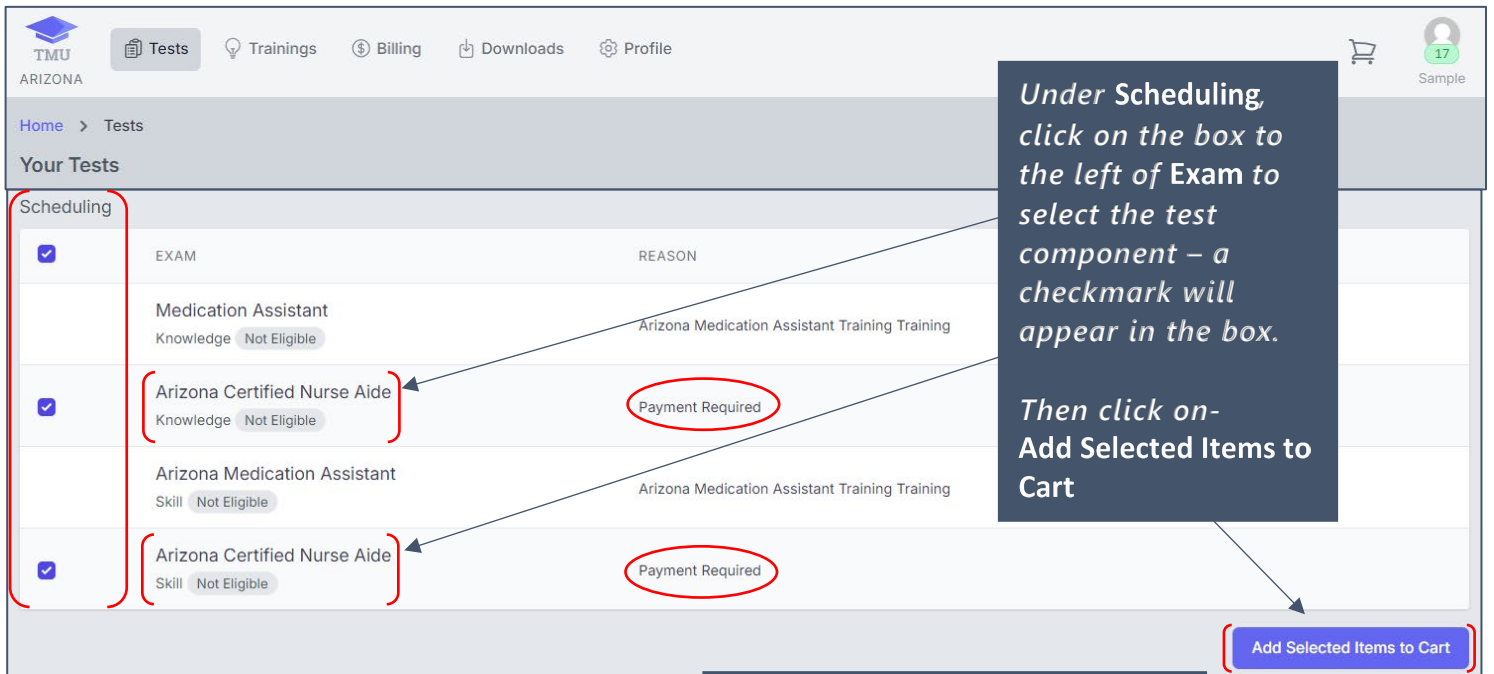 TMU
ARIZONA
Tests
Trainings
Billing
Downloads
Profile
17
Sample
Home > Tests
Your Tests
Scheduling
EXAM
REASON
Medication Assistant
Knowledge Not Eligible
Arizona Medication Assistant Training Training
Arizona Certified Nurse Aide
Knowledge Not Eligible
Payment Required
Arizona Medication Assistant
Skill Not Eligible
Arizona Medication Assistant Training Training
Arizona Certified Nurse Aide
Skill Not Eligible
Payment Required
Under Scheduling,
click on the box to
the left of Exam to
select the test
component – a
checkmark will
appear in the box.
Then click on-
Add Selected Items to
Cart
Add Selected Items to Cart